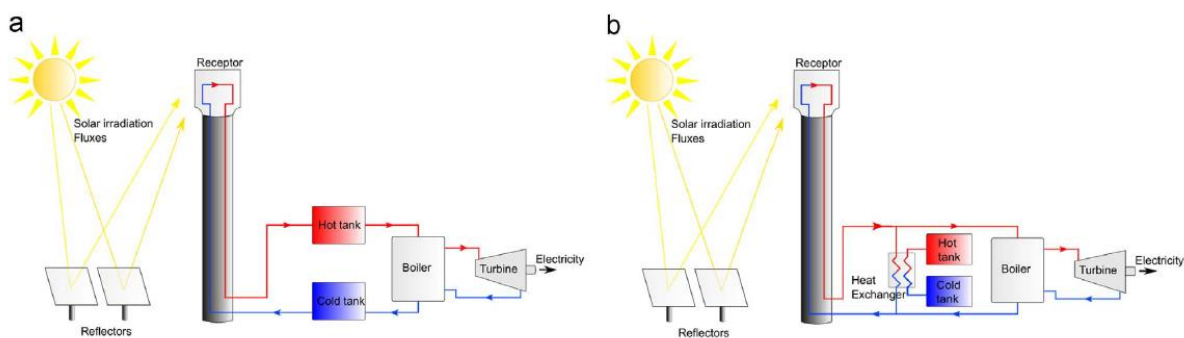 a
Receptor
Solar irradiation
Fluxes
Hot tank
Boiler
Turbine
Electricity
Cold tank
Reflectors
b
Receptor
Solar irradiation
Fluxes
Hot
tank
Heat
Exchanger
Cold
tank
Boiler
Turbine
Electricity
Reflectors